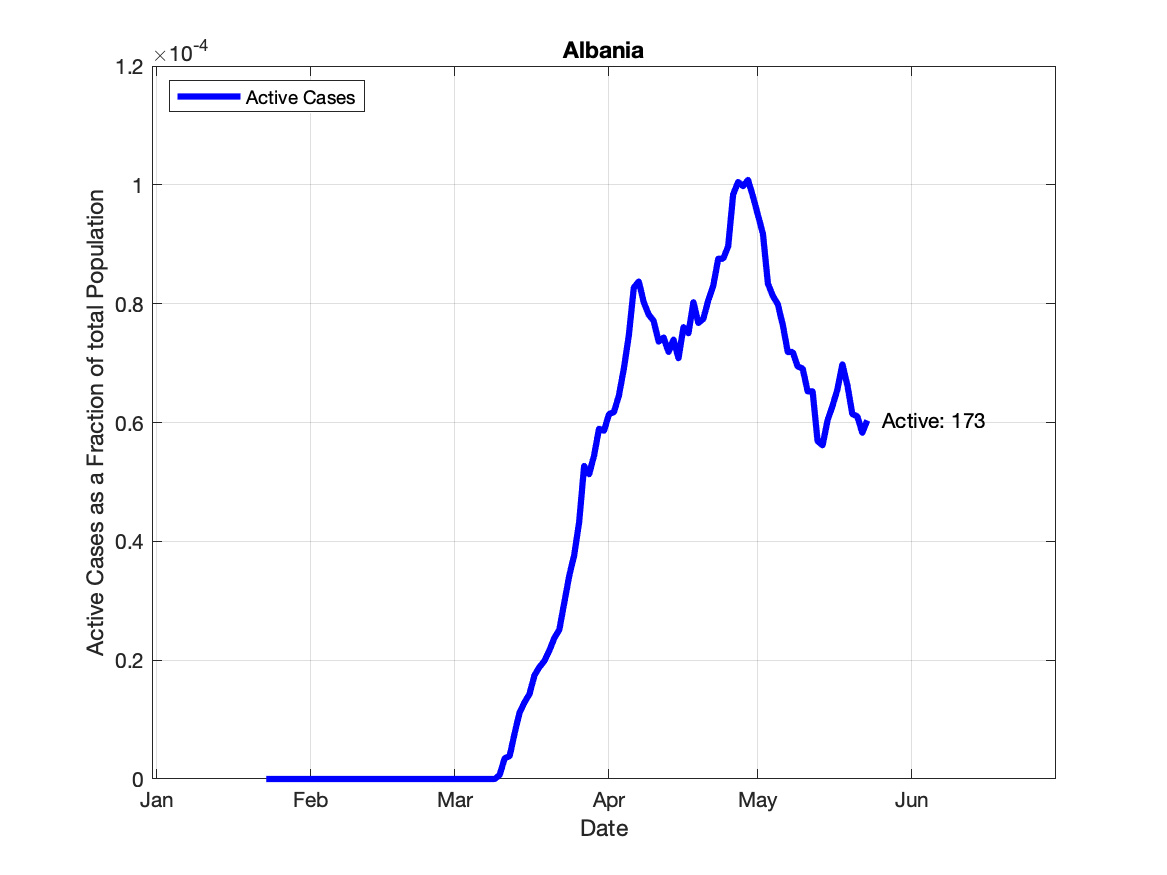 Albania
×10-4
Active Cases
1.2
1
0.8
0.6
0.4
0.2
0
Active Cases as a Fraction of total Population
Active: 173
Jan Feb Mar Apr May Jun
Date